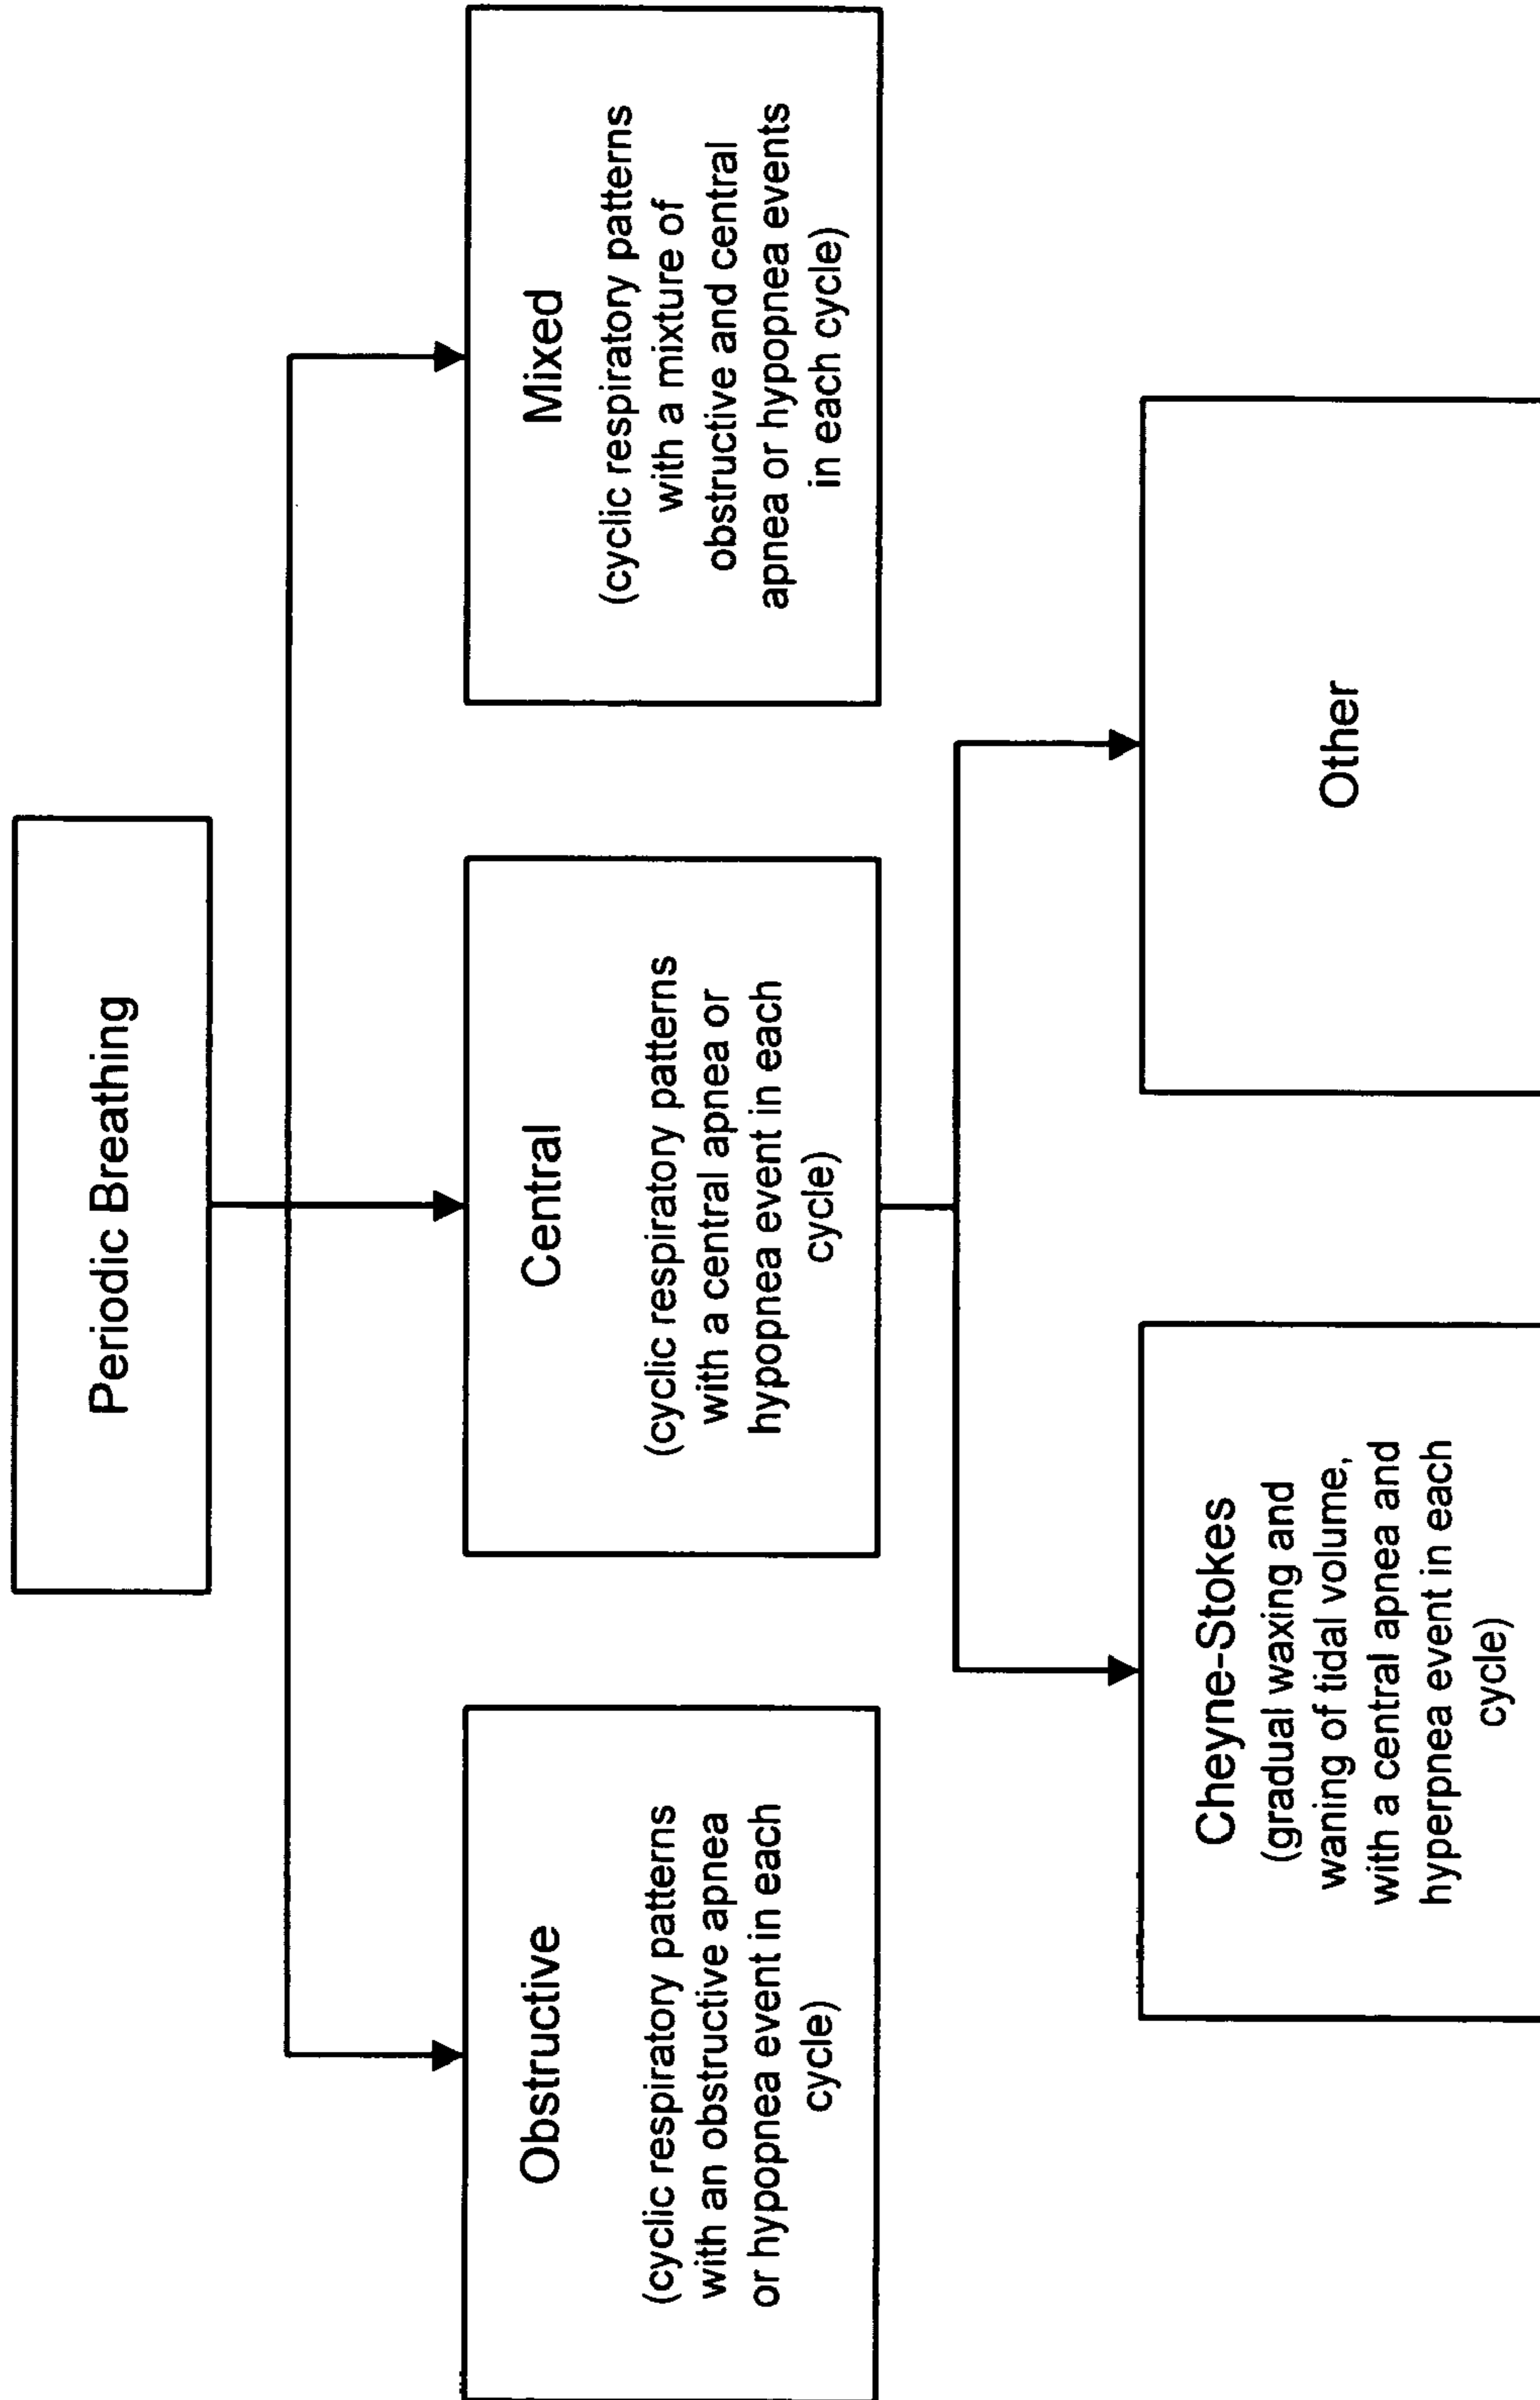 Periodic Breathing
Obstructive
(cyclic respiratory patterns
with an obstructive apnea
or hypopnea event in each
cycle)
Central
(cyclic respiratory patterns
with a central apnea or
hypopnea event in each
cycle)
Mixed
(cyclic respiratory patterns
with a mixture of
obstructive and central
apnea or hypopnea events
in each cycle)
Cheyne-Stokes
(gradual waxing and
waning of tidal volume,
with a central apnea and
hyperpnea event in each
cycle)
Other